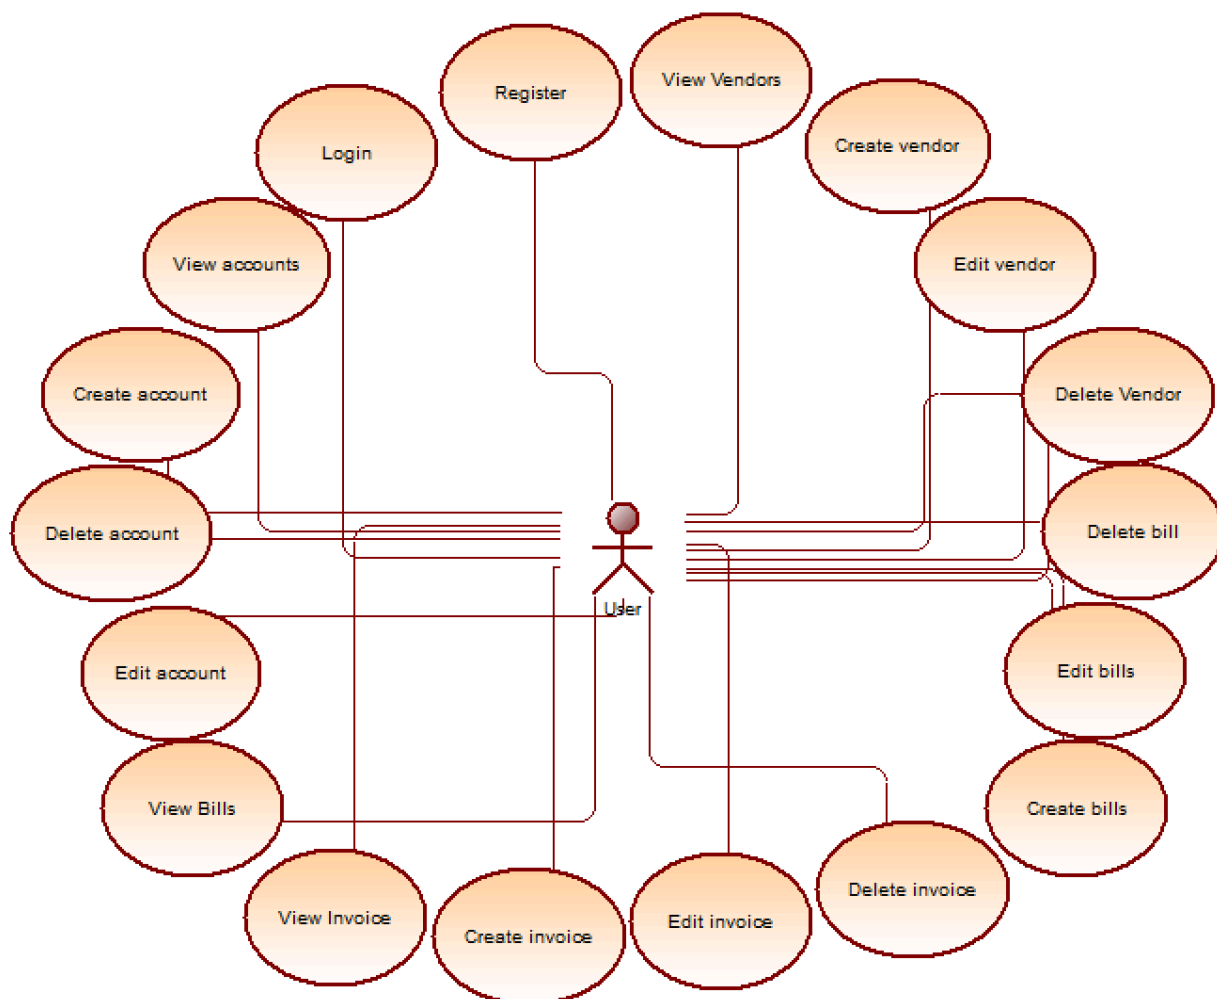 View Vendors
Register
Create vendor
Login
View accounts
Edit vendor
Create account
Delete Vendor
Delete account
Delete bill
User
Edit account
Edit bills
View Bills
Create bills
Delete invoice
View Invoice
Edit invoice
Create invoice